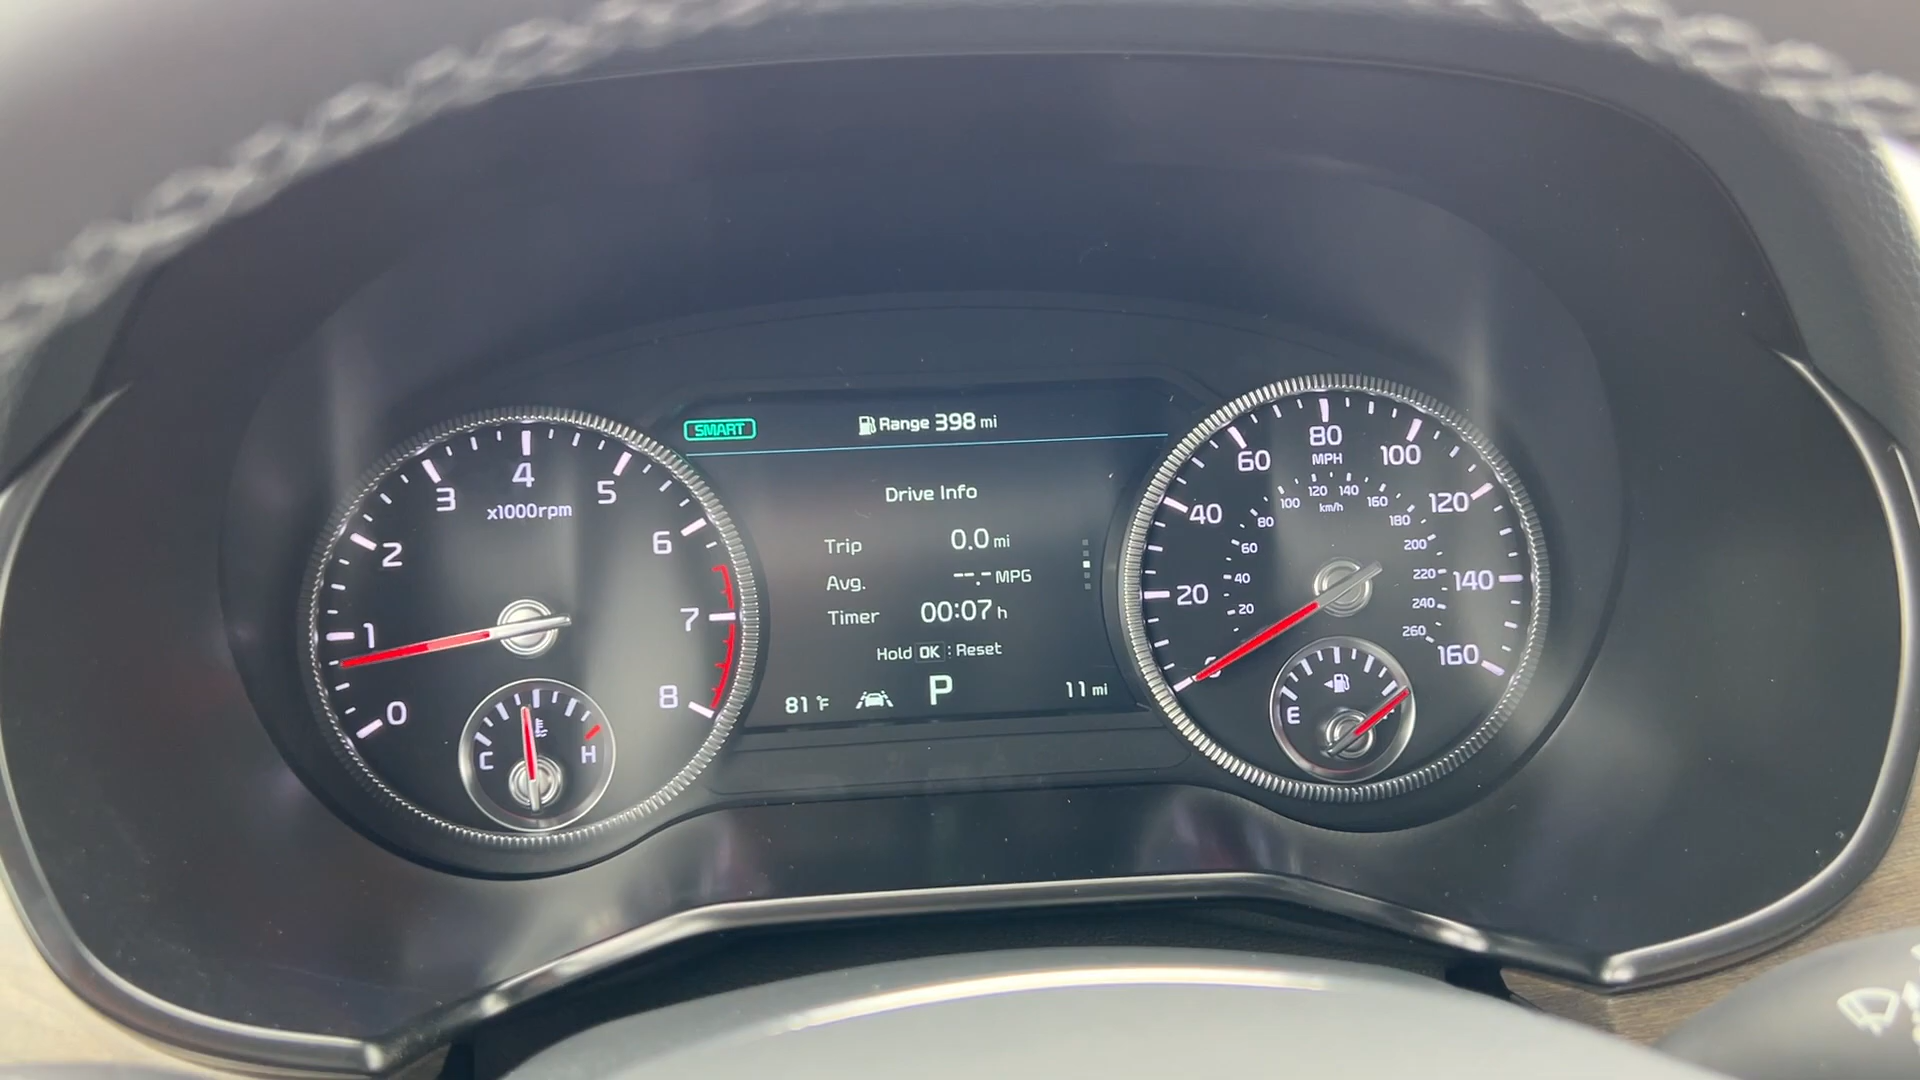 SMART
Range 398 mi
Drive Info
Trip 0.0 mi
Avg. --.- MPG
Timer 00:07 h
Hold OK : Reset
81 °F P 11 mi
0
1
2
3
4
5
6
7
8
x1000rpm
C H
0
20
40
60
80
100
120
140
160
MPH
20
40
60
80
100
120
140
160
180
200
220
240
260
km/h
E